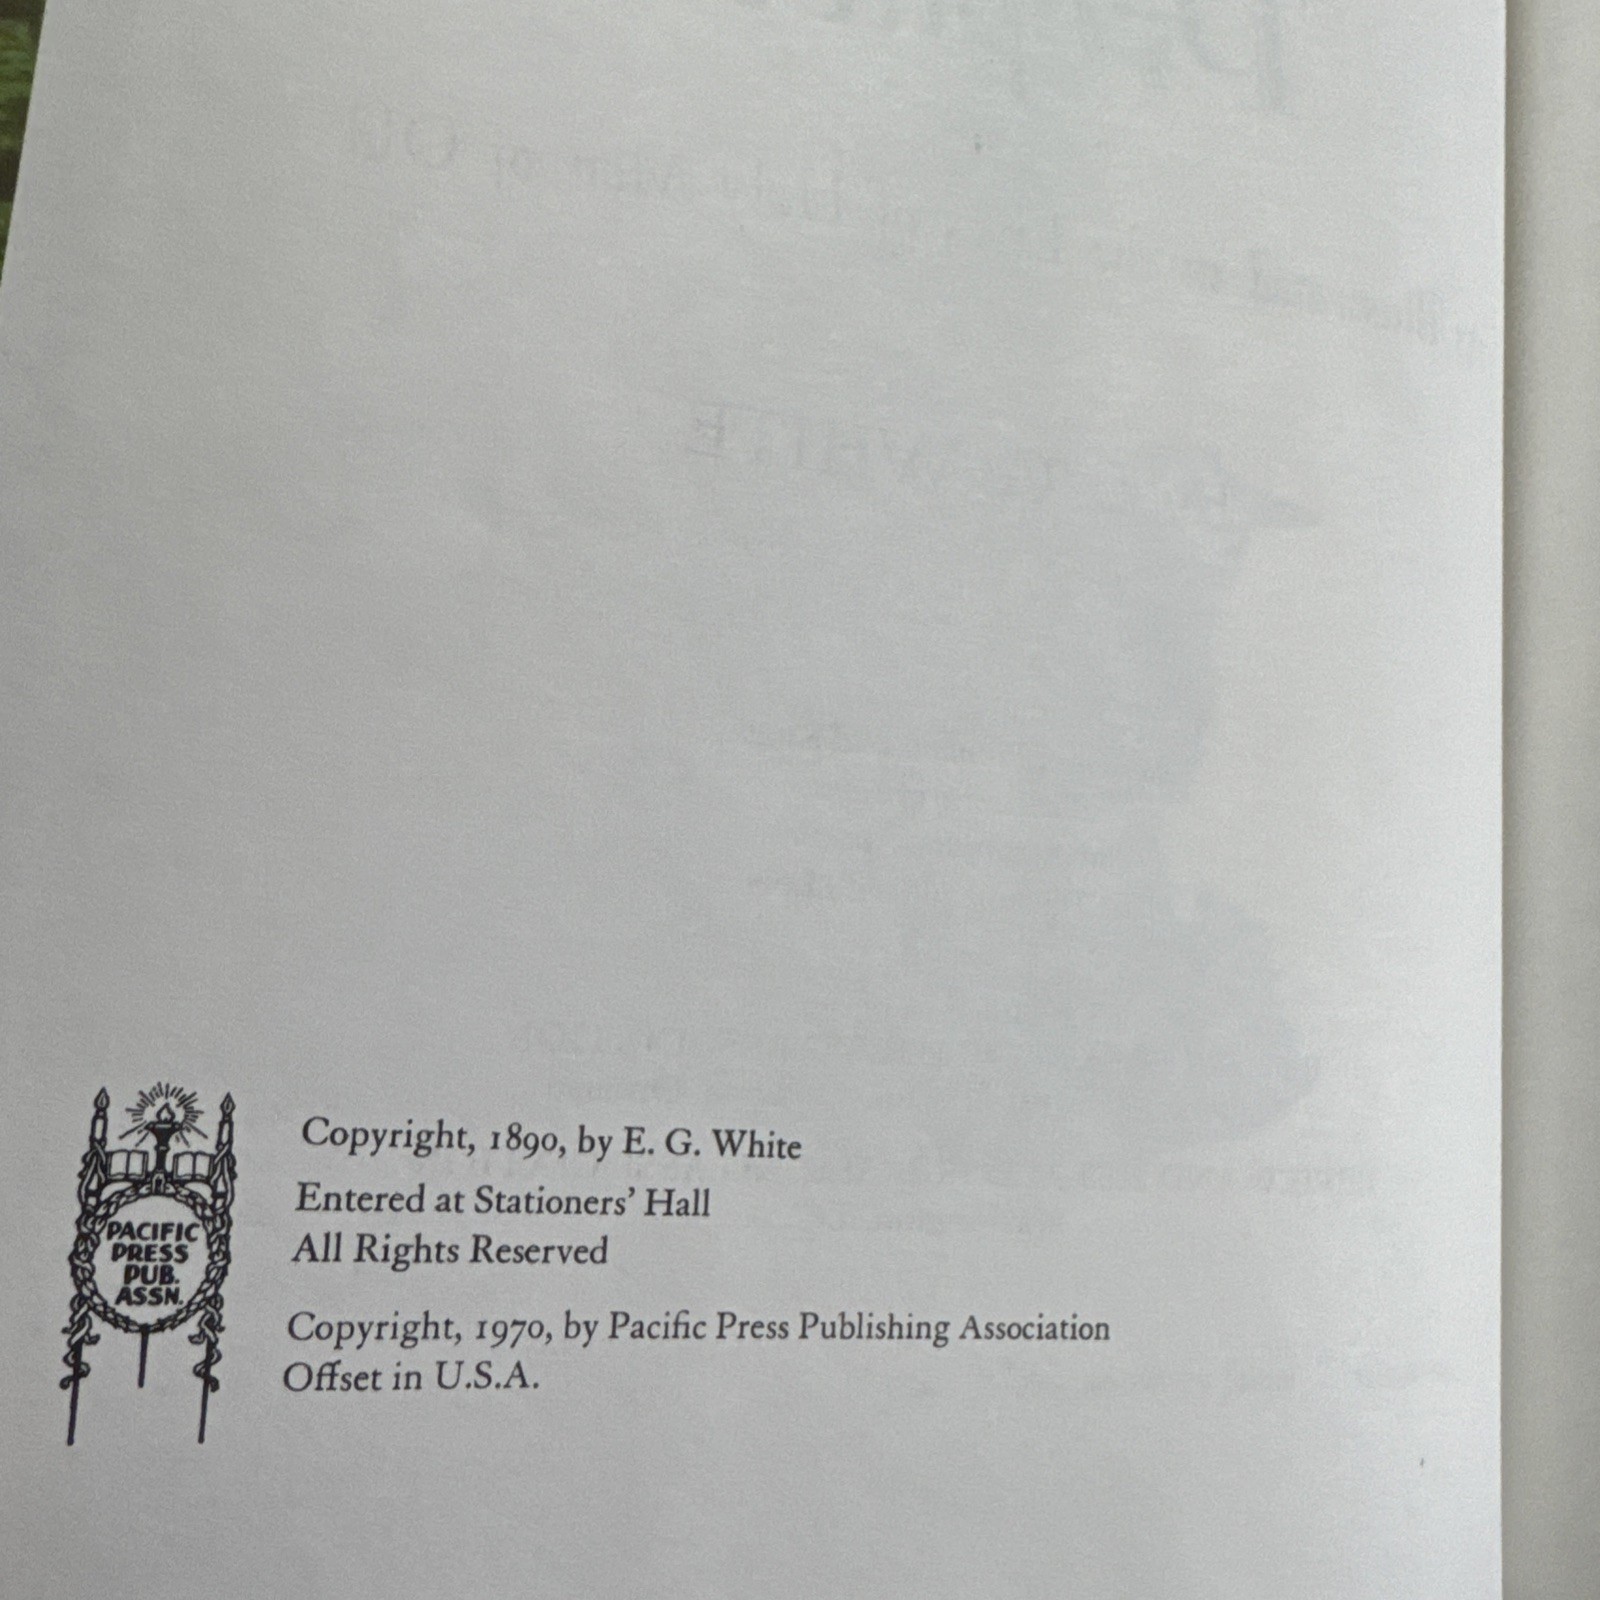 PACIFIC
PRESS
PUB.
ASSN.
Copyright, 1890, by E. G. White
Entered at Stationers' Hall
All Rights Reserved
Copyright, 1970, by Pacific Press Publishing Association
Offset in U.S.A.